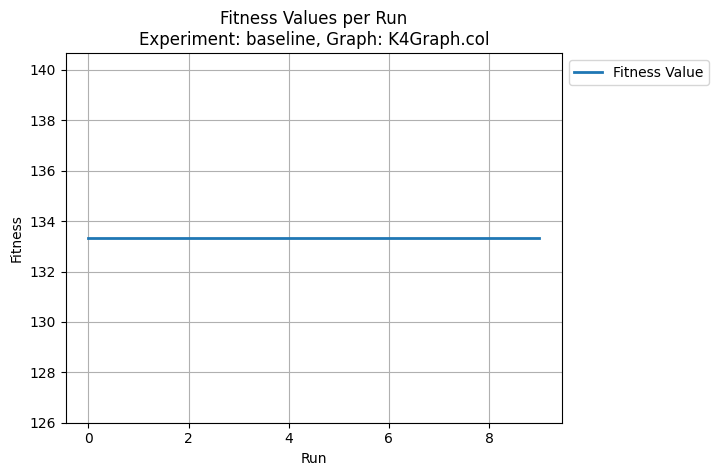 Fitness Values per Run
Experiment: baseline, Graph: K4Graph.col
Fitness Value
140
138
136
134
132
130
128
126
Fitness
0 2 4 6 8
Run